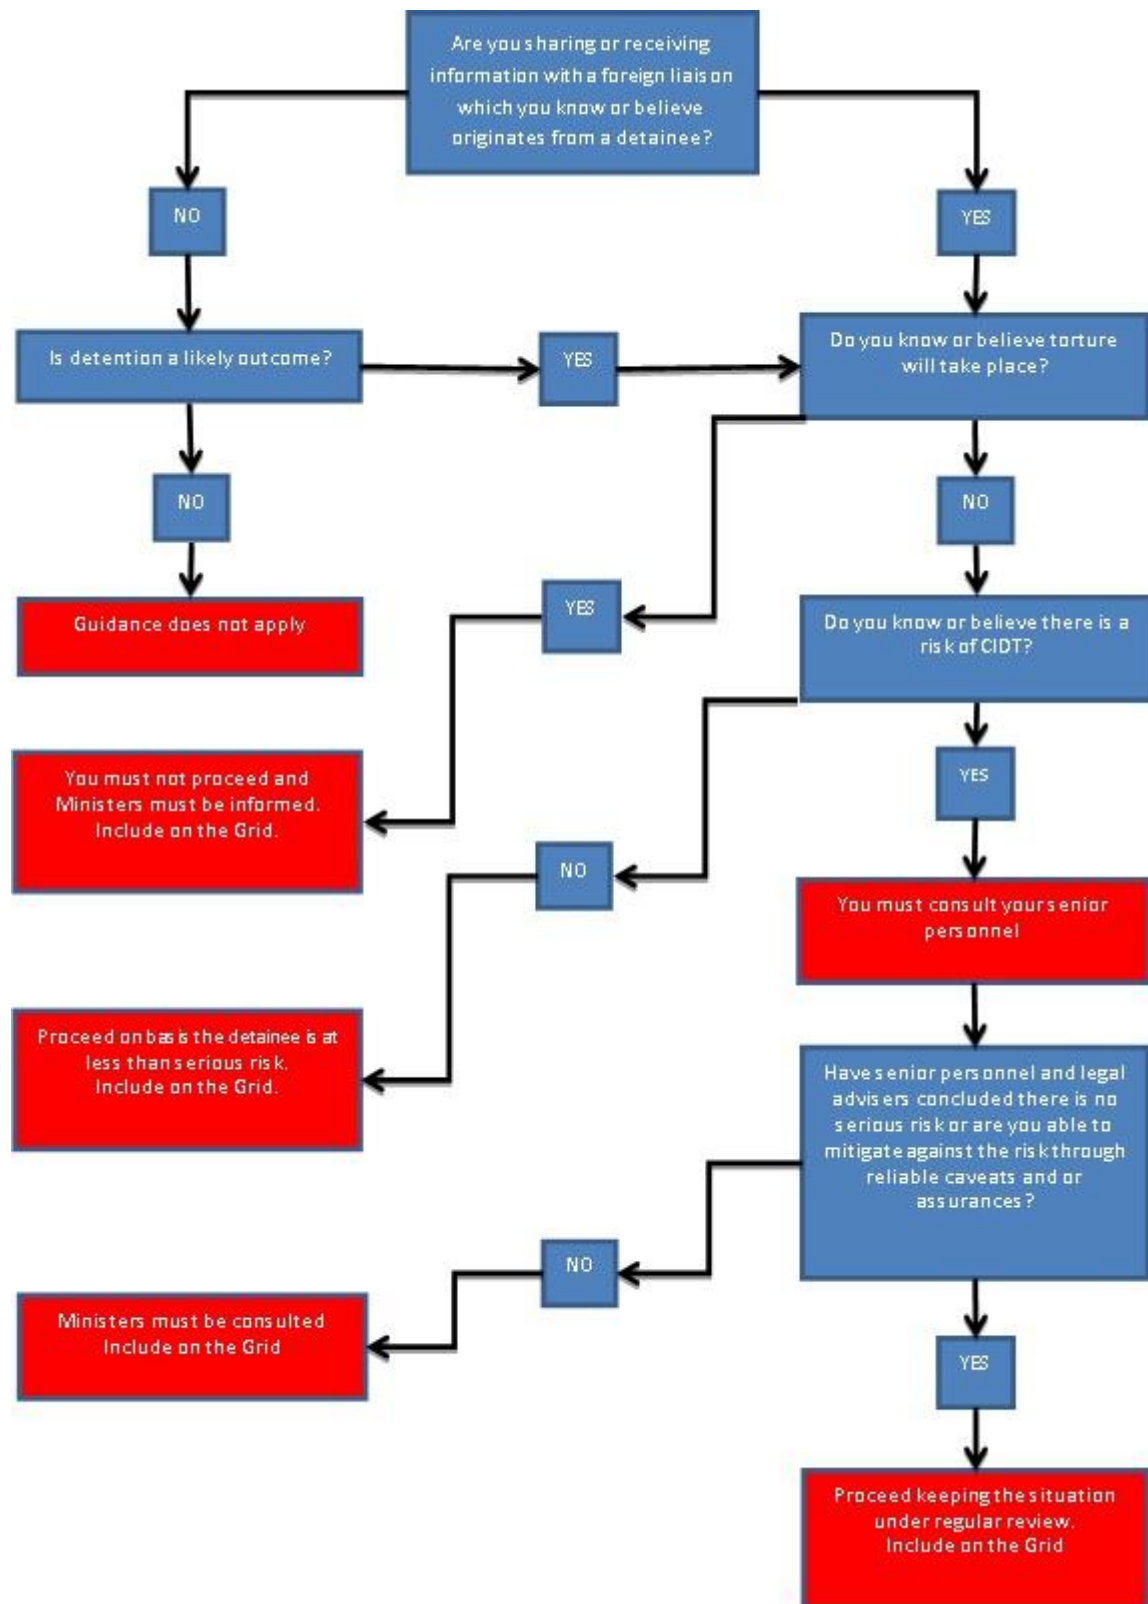 Are you sharing or receiving
information with a foreign liaison
which you know or believe
originates from a detainee?
NO
YES
Is detention a likely outcome?
YES
Do you know or believe torture
will take place?
NO
NO
YES
Guidance does not apply
Do you know or believe there is a
risk of CIDT?
You must not proceed and
Ministers must be informed.
Include on the Grid.
YES
NO
You must consult your senior
personnel
Proceed on basis the detainee is at
less than serious risk.
Include on the Grid.
Have senior personnel and legal
advisers concluded there is no
serious risk or are you able to
mitigate against the risk through
reliable caveats and or
assurances?
NO
Ministers must be consulted
Include on the Grid
YES
Proceed keeping the situation
under regular review.
Include on the Grid